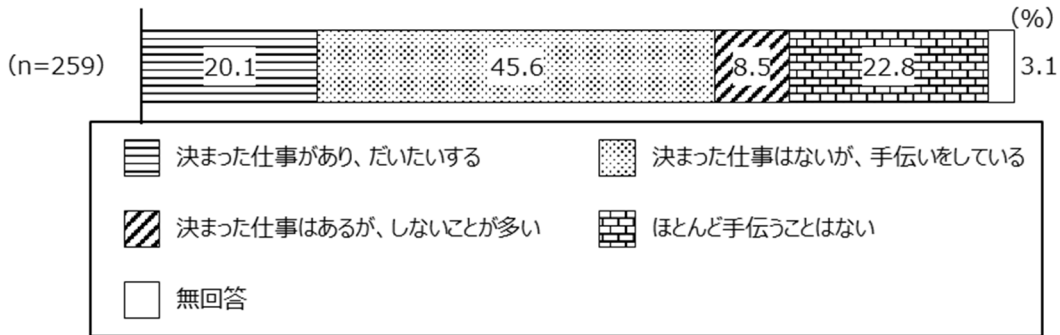 (%)
(n=259) 20.1 45.6 8.5 22.8 3.1
決まった仕事があり、だいたいする 決まった仕事はないが、手伝いをしている
決まった仕事はあるが、しないことが多い ほとんど手伝うことはない
無回答